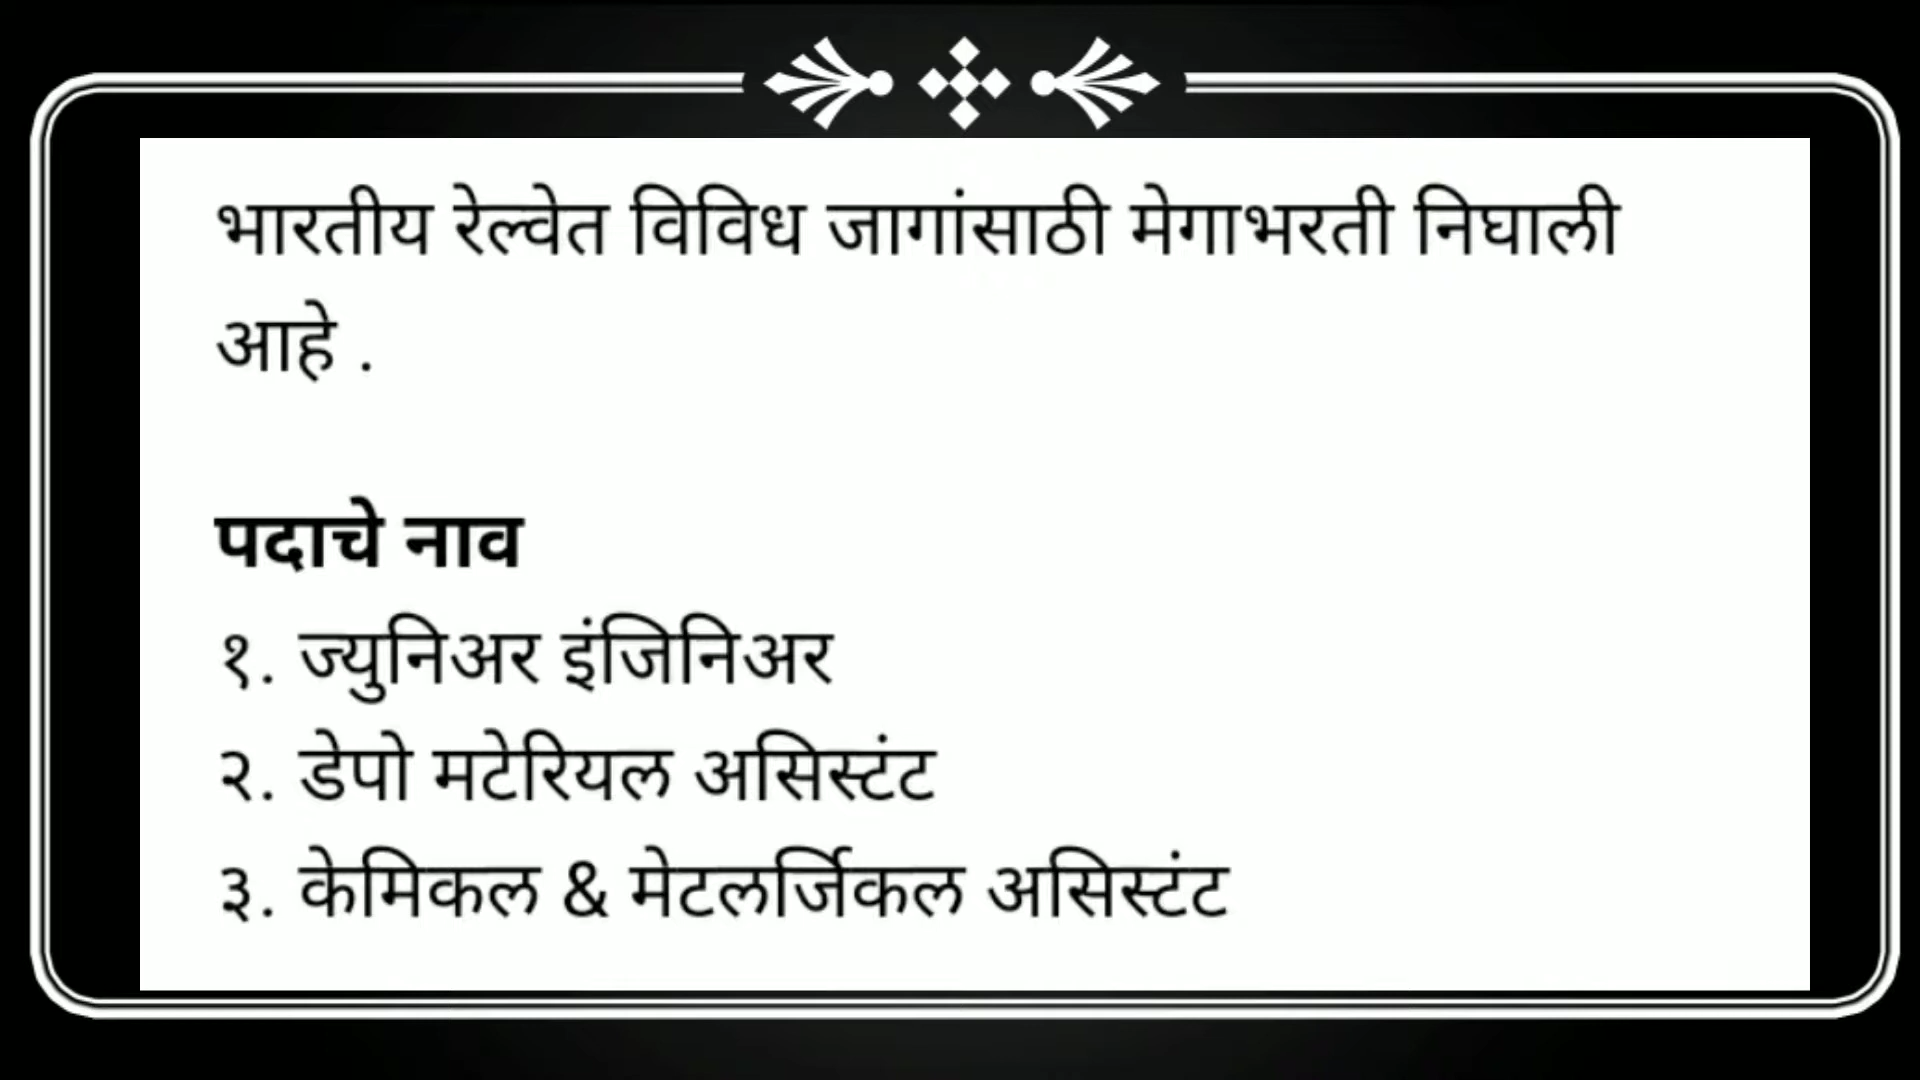 भारतीय रेल्वेत विविध जागांसाठी मेगाभरती निघाली
आहे .
पदाचे नाव
१. ज्युनिअर इंजिनिअर
२. डेपो मटेरियल असिस्टंट
३. केमिकल & मेटलर्जिकल असिस्टंट